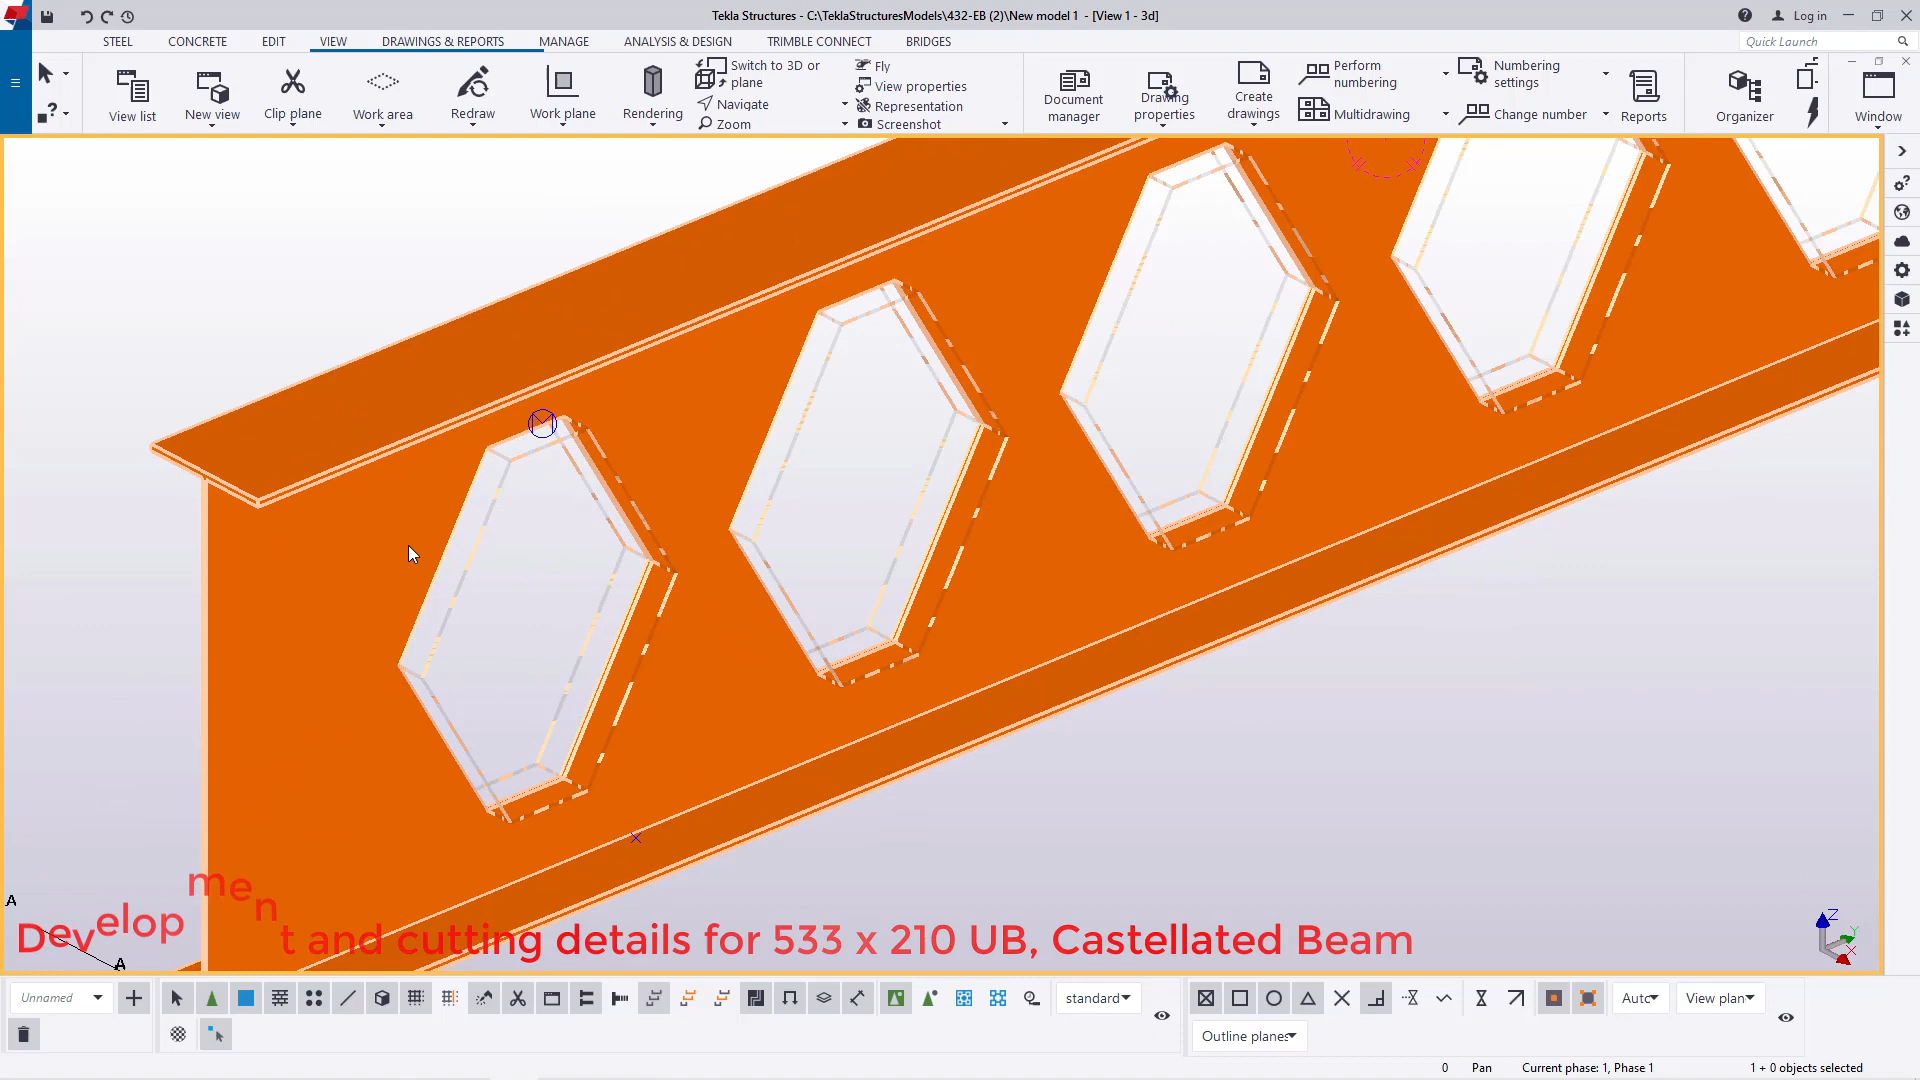 Tekla Structures - C:\TeklaStructuresModels\432-EB (2)\New model 1 - [View 1 - 3d]
Log in
STEEL CONCRETE EDIT VIEW DRAWINGS & REPORTS MANAGE ANALYSIS & DESIGN TRIMBLE CONNECT BRIDGES
Quick Launch
View list
New view
Clip plane
Work area
Redraw
Work plane
Rendering
Switch to 3D or plane
Navigate
Zoom
Fly
View properties
Representation
Screenshot
Document manager
Drawing properties
Create drawings
Perform numbering
Multidrawing
Numbering settings
Change number
Reports
Organizer
Window
A
A
Development and cutting details for 533 x 210 UB, Castellated Beam
Z
Y
X
Unnamed
standard
Auto
View plan
Outline planes
0 Pan Current phase: 1, Phase 1 1 + 0 objects selected